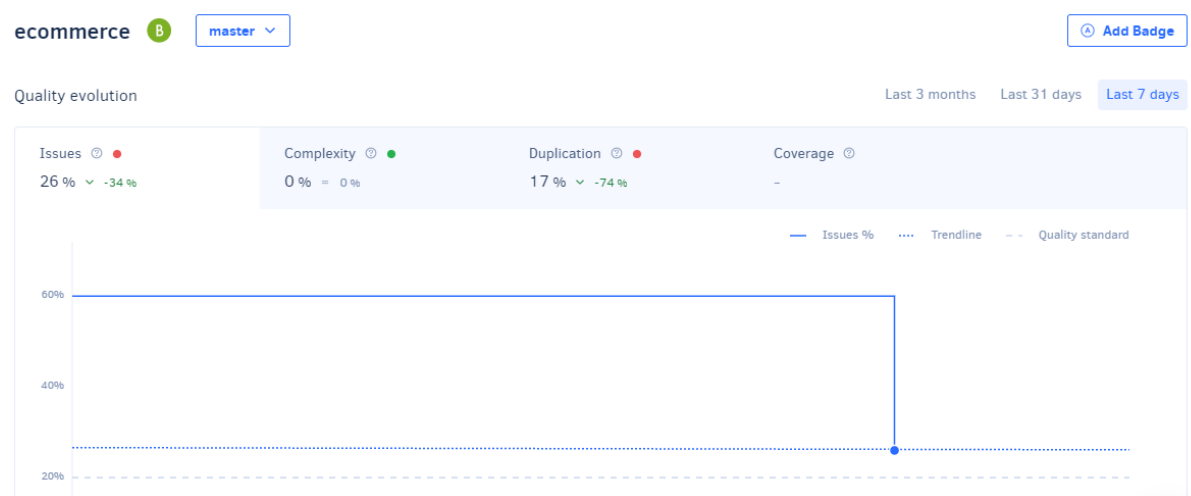 ecommerce B master Add Badge
Quality evolution Last 3 months Last 31 days Last 7 days
Issues ? Complexity ? Duplication ? Coverage ?
26 % -34 % 0 % = 0 % 17 % -74 % –
Issues % Trendline Quality standard
60%
40%
20%